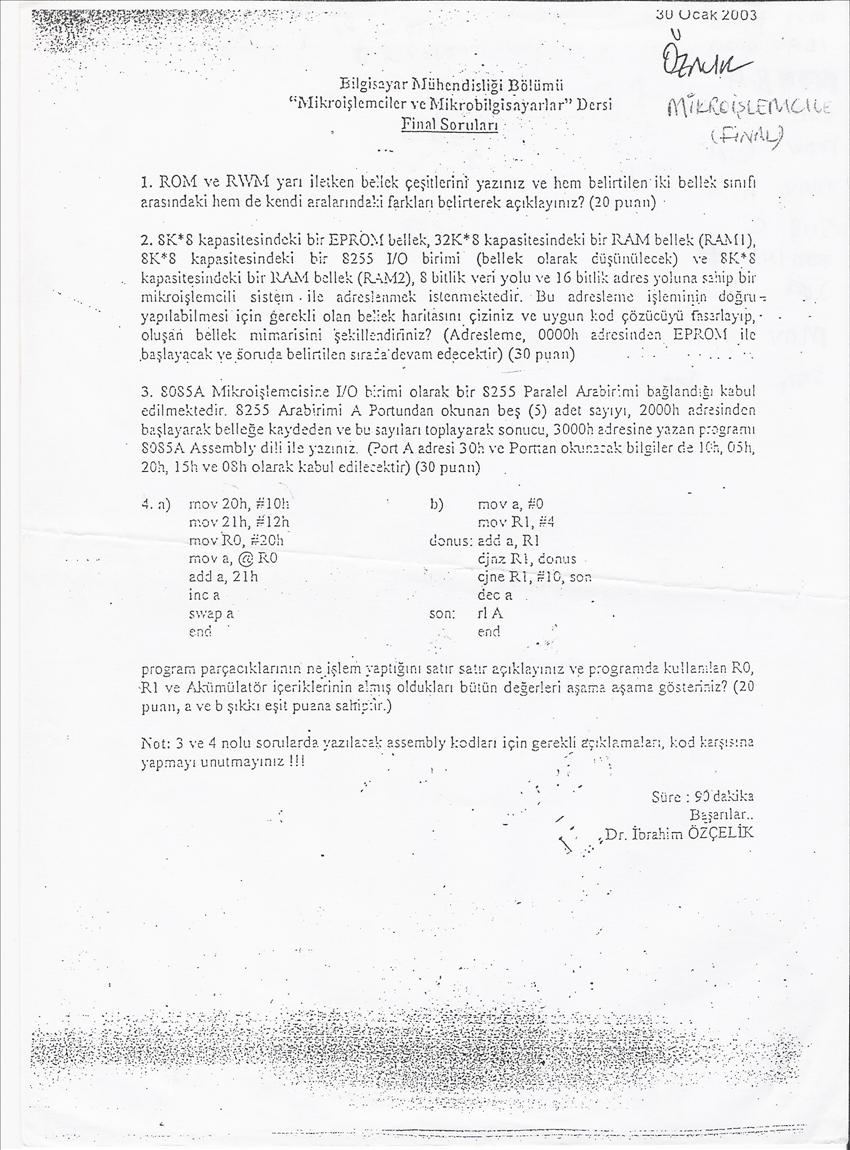 30 Ocak 2003
ÖZNUR
MİKROİŞLEMCİLE
(FİNAL)
Bilgisayar Mühendisliği Bölümü
“Mikroişlemciler ve Mikrobilgisayarlar” Dersi
Final Soruları
1. ROM ve RWM yarı iletken bellek çeşitlerini yazınız ve hem belirtilen iki bellek sınıfı
arasındaki hem de kendi aralarındaki farkları belirterek açıklayınız? (20 puan)
2. 8K*8 kapasitesindeki bir EPROM bellek, 32K*8 kapasitesindeki bir RAM bellek (RAM1),
8K*8 kapasitesindeki bir 8255 I/O birimi (bellek olarak düşünülecek) ve 8K*8
kapasitesindeki bir RAM bellek (RAM2), 8 bitlik veri yolu ve 16 bitlik adres yoluna sahip bir
mikroişlemcili sistem ile adreslenmek istenmektedir. Bu adresleme işleminin doğru
yapılabilmesi için gerekli olan bellek haritasını çiziniz ve uygun kod çözücüyü tasarlayıp,
oluşan bellek mimarisini şekillendiriniz? (Adresleme, 0000h adresinden EPROM ile
başlayacak ve soruda belirtilen sırada devam edecektir) (30 puan)
3. 8085A Mikroişlemcisine I/O birimi olarak bir 8255 Paralel Arabirimi bağlandığı kabul
edilmektedir. 8255 Arabirimi A Portundan okunan beş (5) adet sayıyı, 2000h adresinden
başlayarak belleğe kaydeden ve bu sayıları toplayarak sonucu, 3000h adresine yazan programı
8085A Assembly dili ile yazınız. (Port A adresi 30h ve Porttan okunacak bilgiler de 10h, 05h,
20h, 15h ve 08h olarak kabul edilecektir) (30 puan)
4. a) mov 20h, #10h
mov 21h, #12h
mov R0, #20h
mov a, @ R0
add a, 21h
inc a
swap a
end
b) mov a, #0
mov R1, #4
donus: add a, R1
djnz R1, donus
cjne R1, #10, son
dec a
son: rl A
end
program parçacıklarının ne işlem yaptığını satır satır açıklayınız ve programda kullanılan R0,
R1 ve Akümülatör içeriklerinin almış oldukları bütün değerleri aşama aşama gösteriniz? (20
puan, a ve b şıkkı eşit puana sahiptir.)
Not: 3 ve 4 nolu sorularda yazılacak assembly kodları için gerekli açıklamaları, kod karşısına
yapmayı unutmayınız !!!
Süre : 90 dakika
Başarılar..
Dr. İbrahim ÖZÇELİK